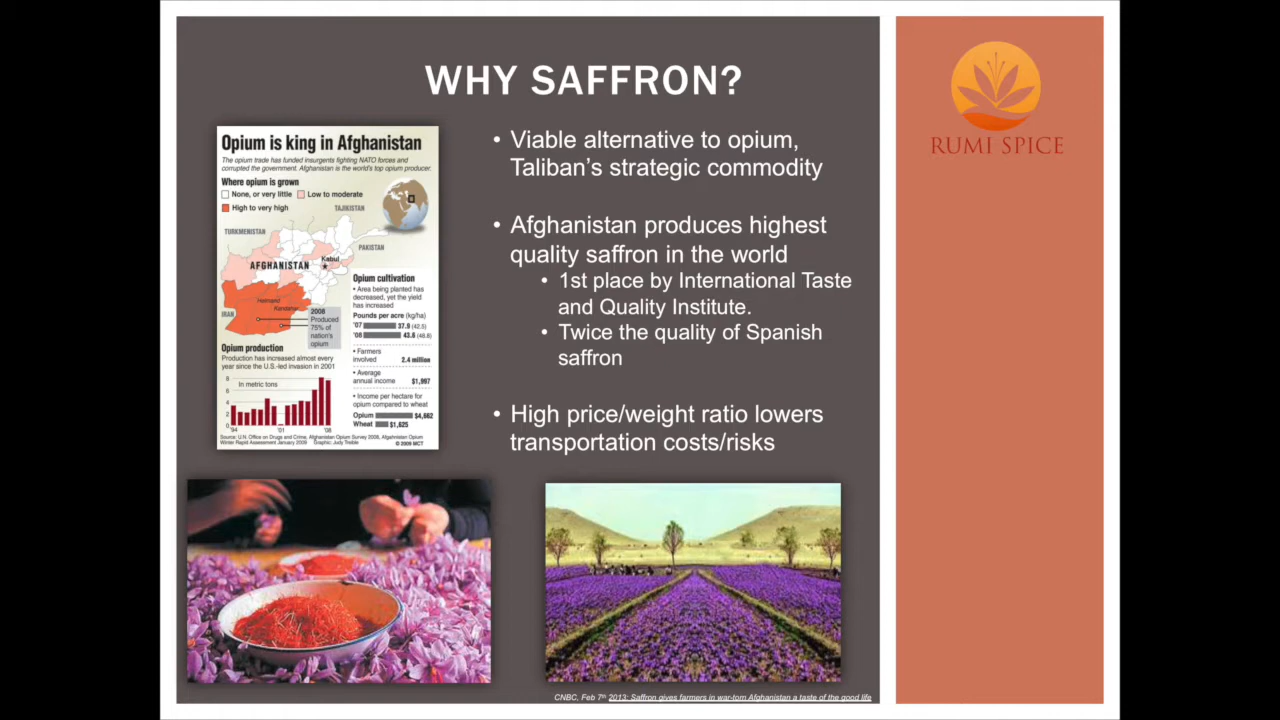 WHY SAFFRON?
RUMI SPICE
Opium is king in Afghanistan
The opium trade has funded insurgents fighting NATO forces and
corrupted the government. Afghanistan is the world's top opium producer.
Where opium is grown
None, or very little
Low to moderate
High to very high
TAJIKISTAN
TURKMENISTAN
PAKISTAN
Kabul
AFGHANISTAN
Helmand
Kandahar
IRAN
2008
Produced
75% of
nation's
opium
Opium cultivation
• Area being planted has
decreased, yet the yield
has increased
Pounds per acre (kg/ha)
'07 37.9 (42.5)
'08 43.6 (48.8)
• Farmers
involved 2.4 million
• Average
annual income $1,997
• Income per hectare for
opium compared to wheat
Opium $4,662
Wheat $1,625
Opium production
Production has increased almost every
year since the U.S.-led invasion in 2001
In metric tons
8
6
4
2
0
'94 '01 '08
Source: U.N. Office on Drugs and Crime, Afghanistan Opium Survey 2008, Afghanistan Opium
Winter Rapid Assessment January 2009 Graphic: Judy Treible
© 2009 MCT
• Viable alternative to opium,
Taliban's strategic commodity
• Afghanistan produces highest
quality saffron in the world
• 1st place by International Taste
and Quality Institute.
• Twice the quality of Spanish
saffron
• High price/weight ratio lowers
transportation costs/risks
CNBC, Feb 7th 2013: Saffron gives farmers in war-torn Afghanistan a taste of the good life